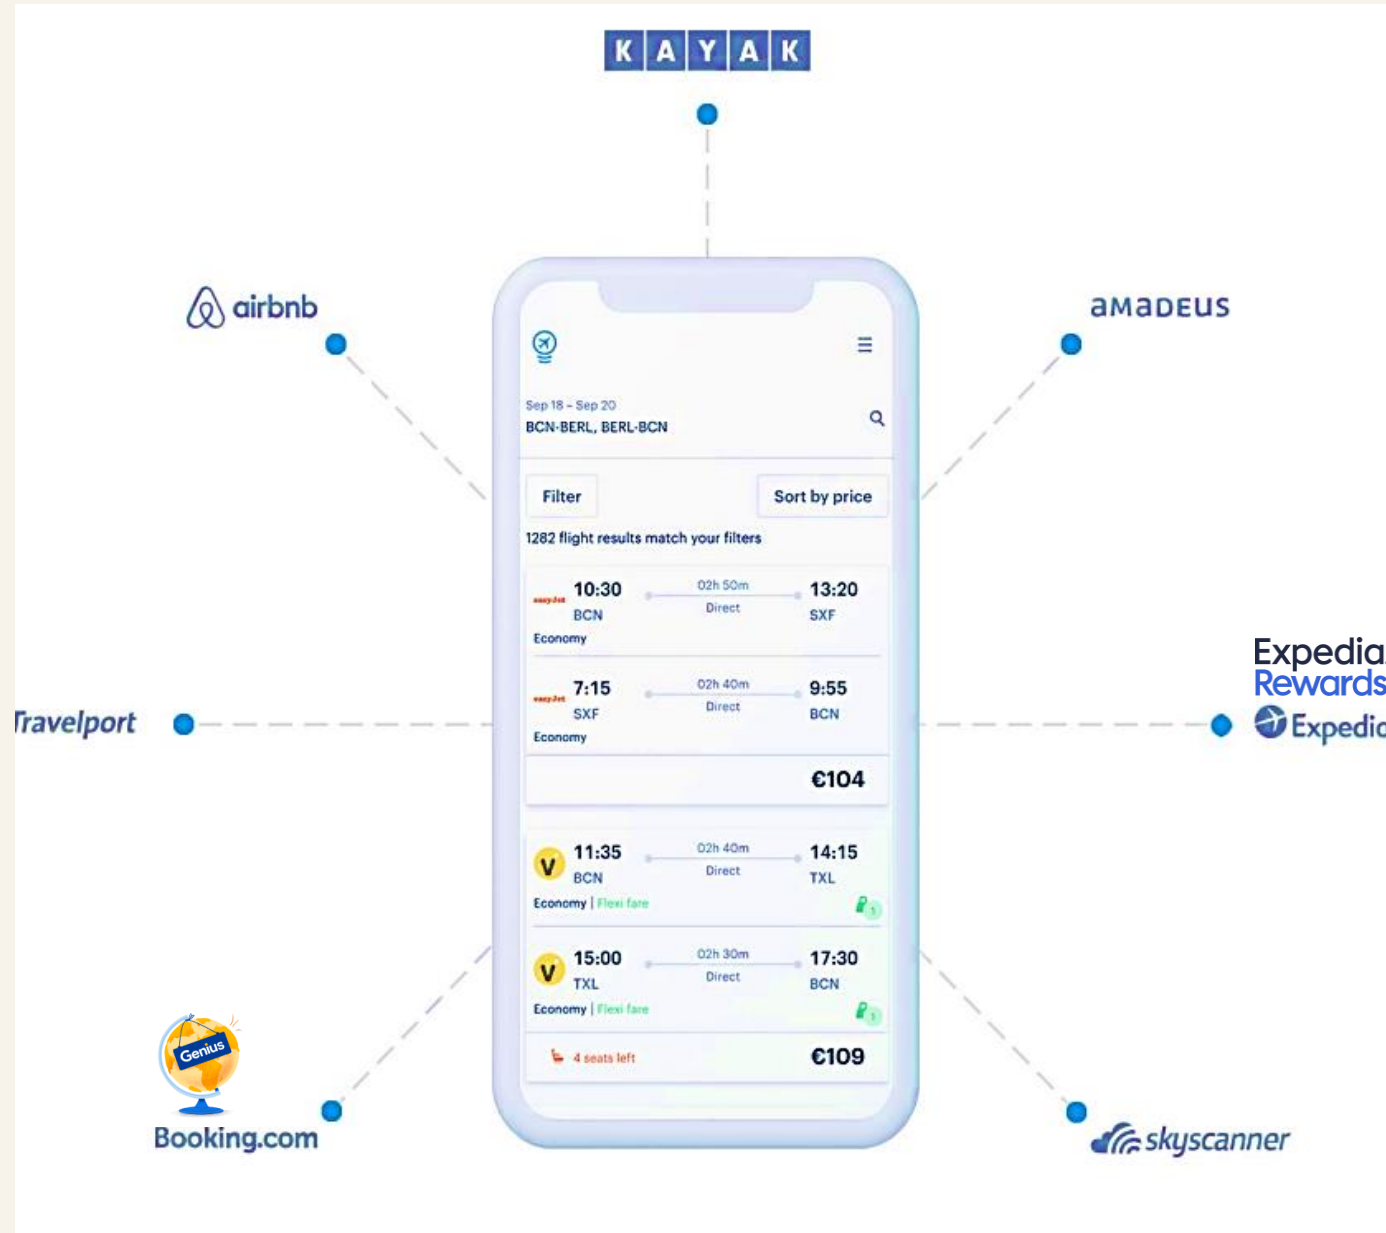 KAYAK
airbnb
amadeus
Sep 18 – Sep 20
BCN-BERL, BERL-BCN
Filter
Sort by price
1282 flight results match your filters
easyJet 10:30 02h 50m 13:20
BCN Direct SXF
Economy
Expedia
Rewards
easyJet 7:15 02h 40m 9:55
SXF Direct BCN
Travelport
Expedia
Economy
€104
V 11:35 02h 40m 14:15
BCN Direct TXL
Economy | Flexi fare 1
V 15:00 02h 30m 17:30
TXL Direct BCN
Economy | Flexi fare 1
4 seats left €109
Genius
Booking.com
skyscanner